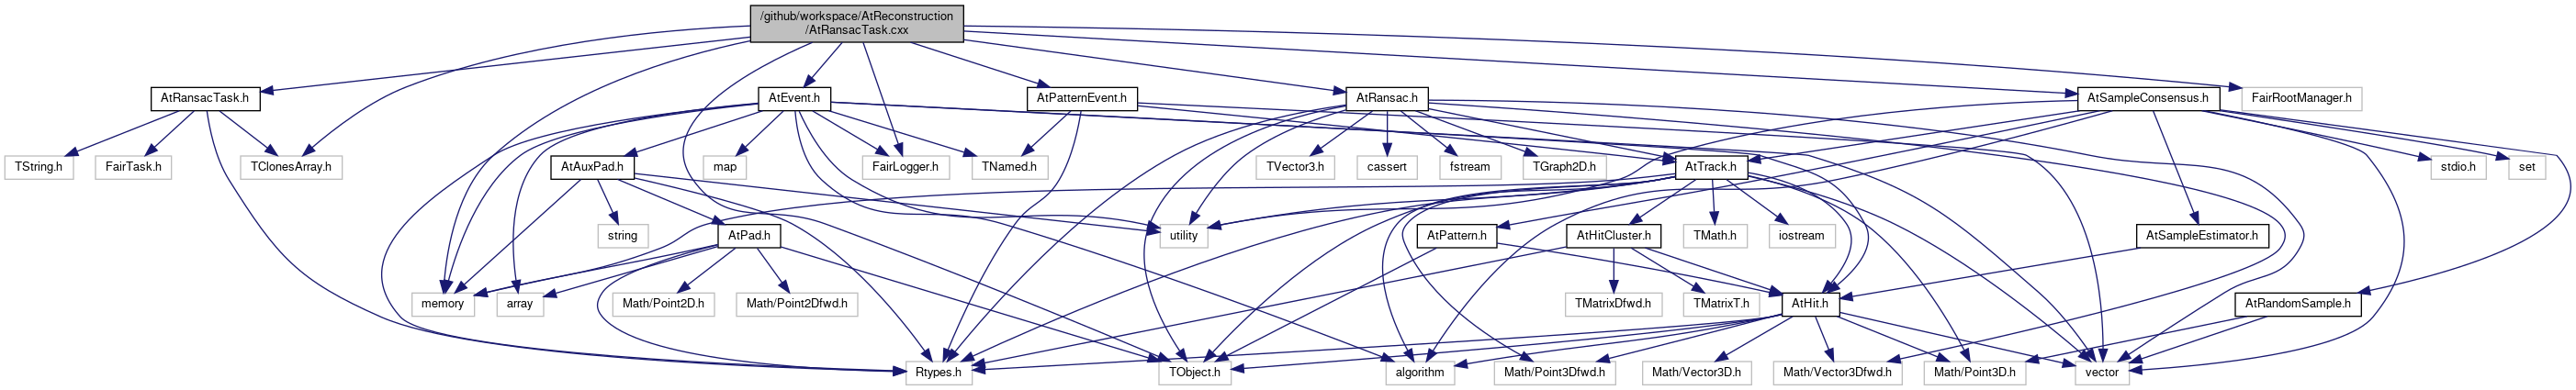 /github/workspace/AtReconstruction
/AtRansacTask.cxx
AtRansacTask.h
AtEvent.h
AtPatternEvent.h
AtRansac.h
AtSampleConsensus.h
FairRootManager.h
TString.h
FairTask.h
TClonesArray.h
AtAuxPad.h
map
FairLogger.h
TNamed.h
TVector3.h
cassert
fstream
TGraph2D.h
AtTrack.h
stdio.h
set
string
AtPad.h
utility
AtPattern.h
AtHitCluster.h
TMath.h
iostream
AtSampleEstimator.h
memory
array
Math/Point2D.h
Math/Point2Dfwd.h
TMatrixDfwd.h
TMatrixT.h
AtHit.h
AtRandomSample.h
Rtypes.h
TObject.h
algorithm
Math/Point3Dfwd.h
Math/Vector3D.h
Math/Vector3Dfwd.h
Math/Point3D.h
vector